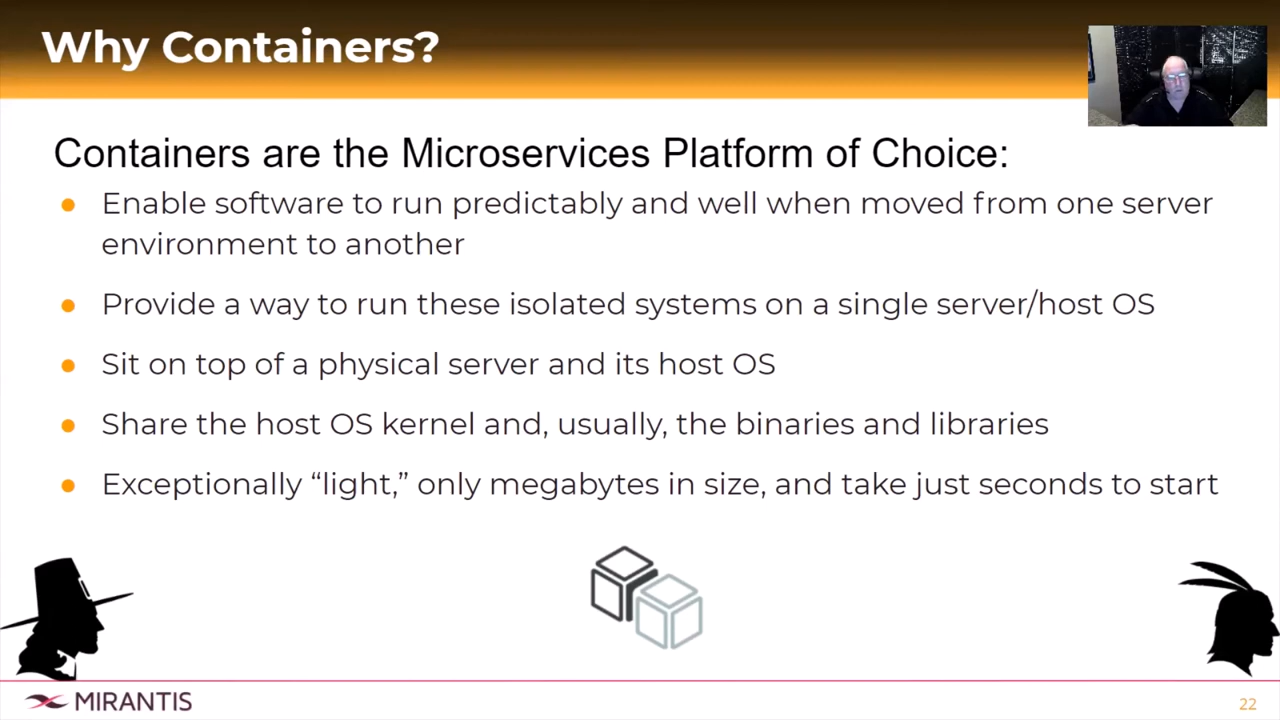 Why Containers?
Containers are the Microservices Platform of Choice:
Enable software to run predictably and well when moved from one server
environment to another
Provide a way to run these isolated systems on a single server/host OS
Sit on top of a physical server and its host OS
Share the host OS kernel and, usually, the binaries and libraries
Exceptionally “light,” only megabytes in size, and take just seconds to start
MIRANTIS
22